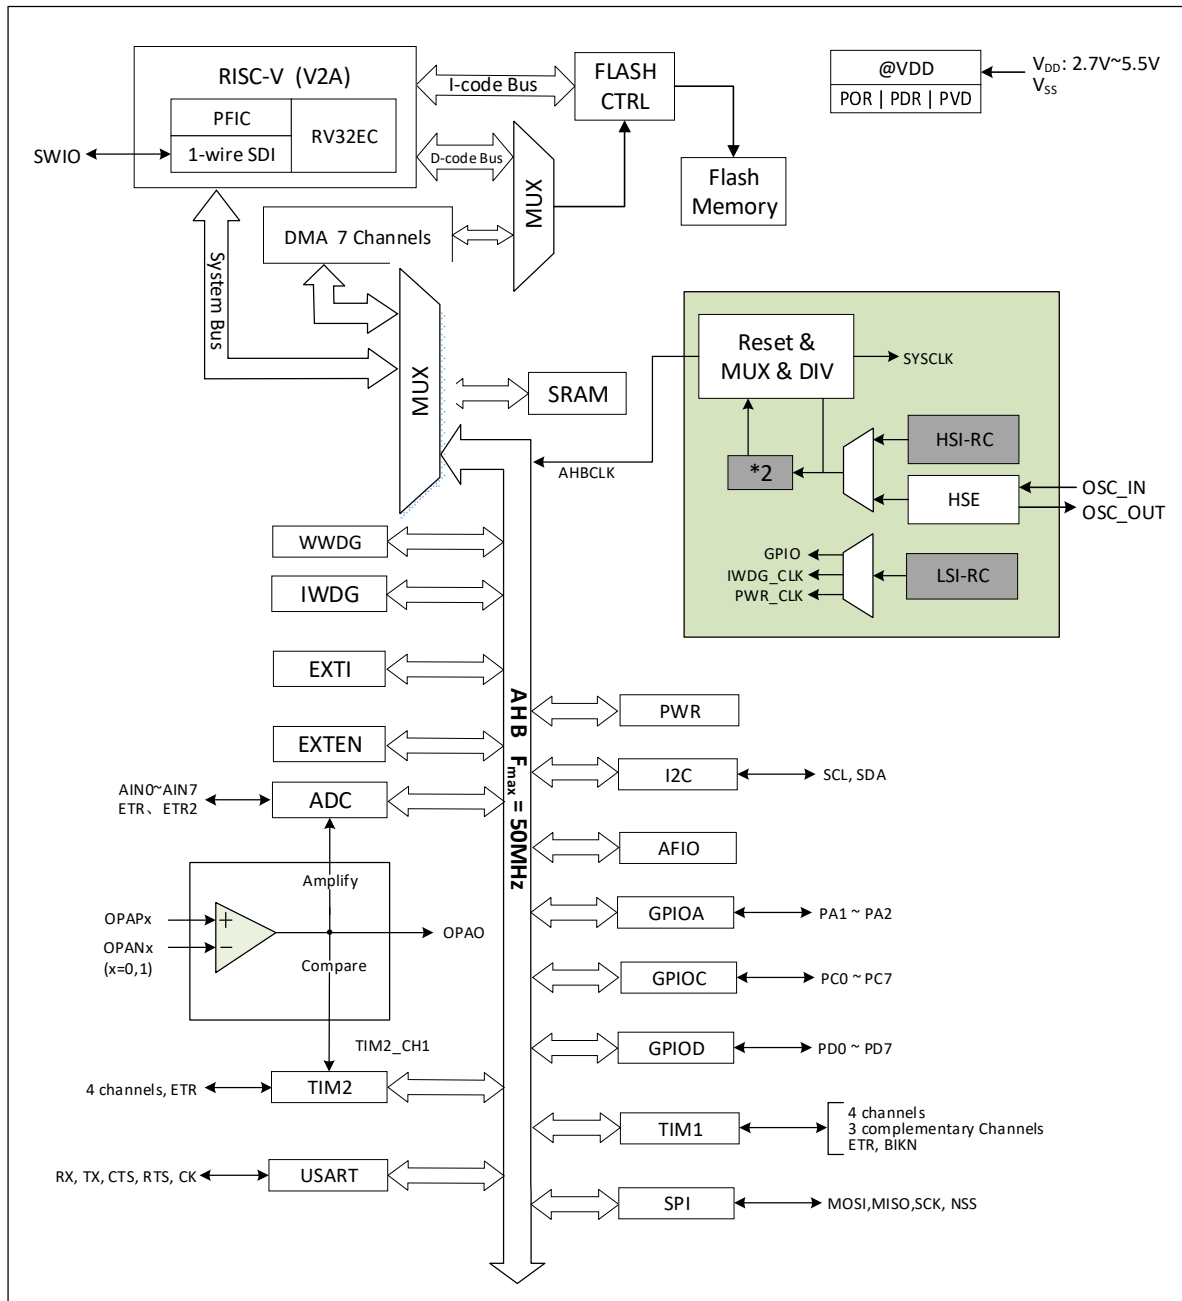 RISC-V (V2A)
PFIC
1-wire SDI
RV32EC
SWIO
I-code Bus
D-code Bus
FLASH
CTRL
MUX
Flash
Memory
@VDD
POR | PDR | PVD
VDD: 2.7V~5.5V
VSS
DMA 7 Channels
System Bus
MUX
SRAM
Reset &
MUX & DIV
SYSCLK
AHBCLK
*2
HSI-RC
HSE
OSC_IN
OSC_OUT
GPIO
IWDG_CLK
PWR_CLK
LSI-RC
WWDG
IWDG
EXTI
EXTEN
AIN0~AIN7
ETR、ETR2
ADC
Amplify
OPAPx
OPANx
(x=0,1)
+
−
OPAO
Compare
TIM2_CH1
4 channels, ETR
TIM2
RX, TX, CTS, RTS, CK
USART
AHB Fmax = 50MHz
PWR
I2C
SCL, SDA
AFIO
GPIOA
PA1 ~ PA2
GPIOC
PC0 ~ PC7
GPIOD
PD0 ~ PD7
TIM1
4 channels
3 complementary Channels
ETR, BIKN
SPI
MOSI,MISO,SCK, NSS